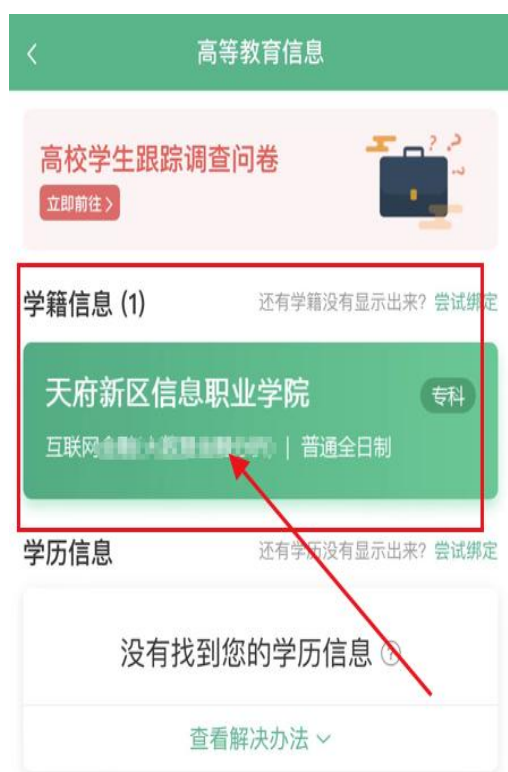 高等教育信息
高校学生跟踪调查问卷
立即前往>
学籍信息 (1) 还有学籍没有显示出来? 尝试绑定
天府新区信息职业学院 专科
互联网 | 普通全日制
学历信息 还有学历没有显示出来? 尝试绑定
没有找到您的学历信息 ?
查看解决办法